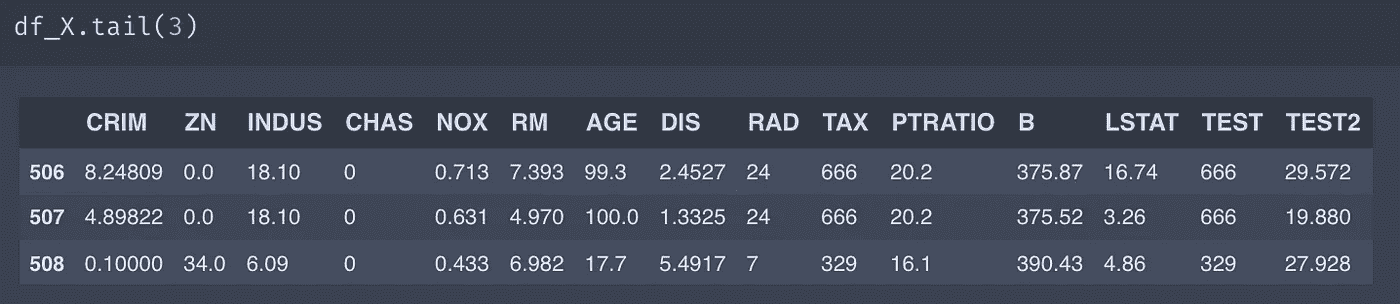 df_X.tail(3)
CRIM ZN INDUS CHAS NOX RM AGE DIS RAD TAX PTRATIO B LSTAT TEST TEST2
506 8.24809 0.0 18.10 0 0.713 7.393 99.3 2.4527 24 666 20.2 375.87 16.74 666 29.572
507 4.89822 0.0 18.10 0 0.631 4.970 100.0 1.3325 24 666 20.2 375.52 3.26 666 19.880
508 0.10000 34.0 6.09 0 0.433 6.982 17.7 5.4917 7 329 16.1 390.43 4.86 329 27.928